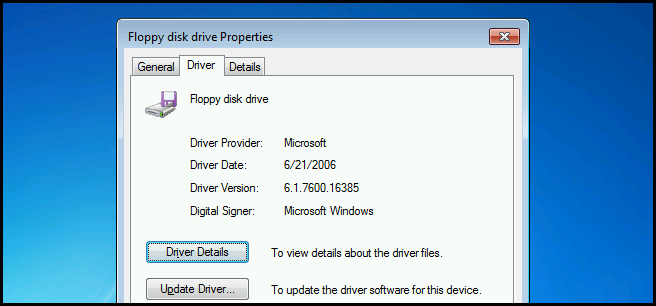 Floppy disk drive Properties
General Driver Details
Floppy disk drive
Driver Provider: Microsoft
Driver Date: 6/21/2006
Driver Version: 6.1.7600.16385
Digital Signer: Microsoft Windows
Driver Details To view details about the driver files.
Update Driver... To update the driver software for this device.